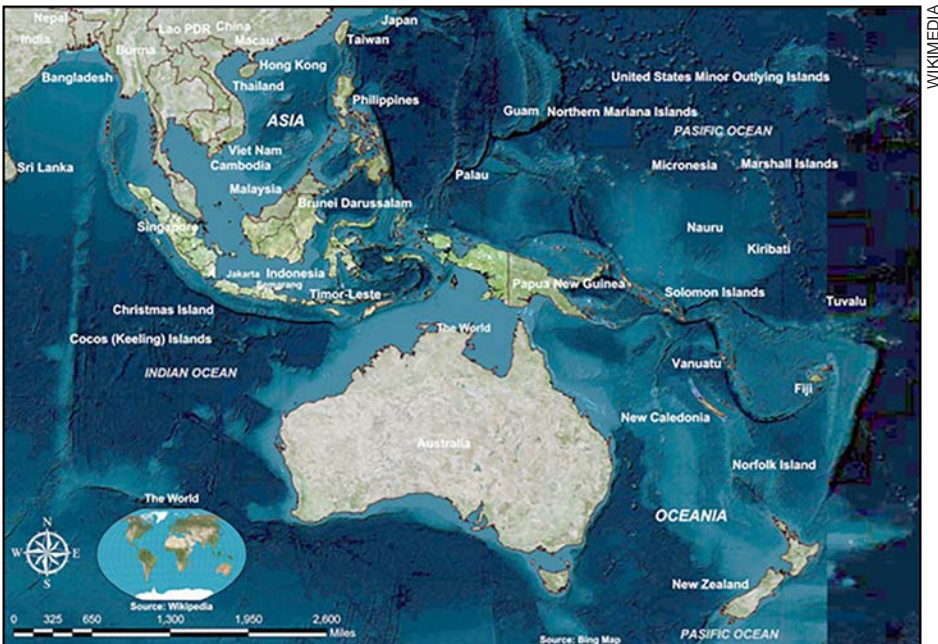 WIKIMEDIA
Nepal
Lao PDR China
Japan
India
Burma
Macau
Taiwan
Bangladesh
Hong Kong
Thailand
United States Minor Outlying Islands
Philippines
ASIA
Guam Northern Mariana Islands
PASIFIC OCEAN
Viet Nam
Sri Lanka
Cambodia
Palau
Micronesia
Marshall Islands
Malaysia
Brunei Darussalam
Singapore
Nauru
Kiribati
Jakarta Indonesia
Semarang
Papua New Guinea
Timor-Leste
Solomon Islands
Tuvalu
Christmas Island
The World
Cocos (Keeling) Islands
INDIAN OCEAN
Vanuatu
Fiji
New Caledonia
Australia
Norfolk Island
The World
OCEANIA
N
W E
S
New Zealand
Source: Wikipedia
0 325 650 1,300 1,950 2,600
Miles
Source: Bing Map
PASIFIC OCEAN